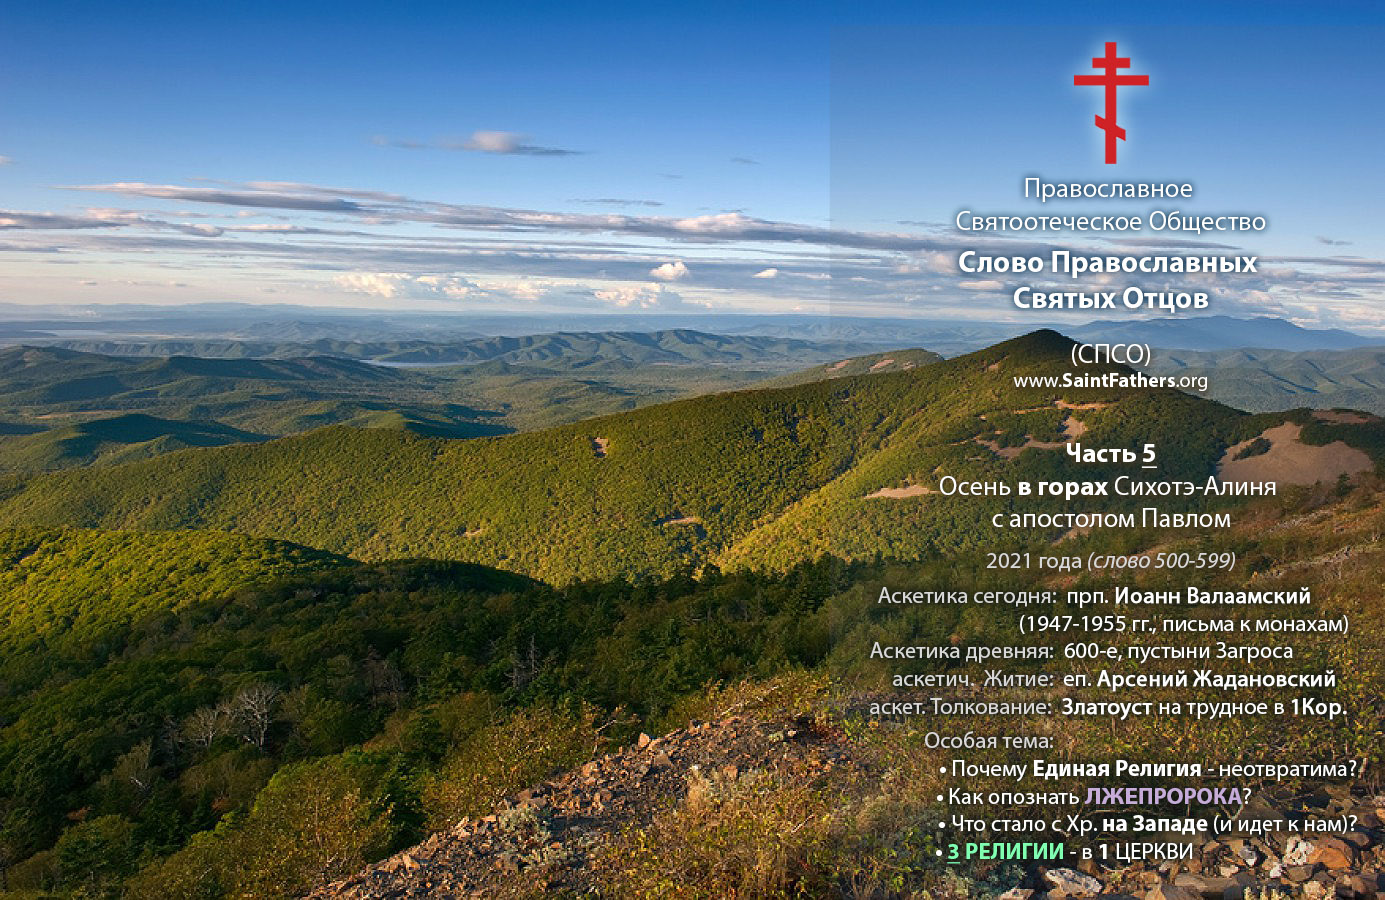 Православное
Святоотеческое Общество
Слово Православных
Святых Отцов
(СПСО)
www.SaintFathers.org
Часть 5
Осень в горах Сихотэ-Алиня
с апостолом Павлом
2021 года (слово 500-599)
Аскетика сегодня: прп. Иоанн Валаамский
(1947-1955 гг., письма к монахам)
Аскетика древняя: 600-е, пустыни Загроса
аскетич. Житие: еп. Арсений Жадановский
аскет. Толкование: Златоуст на трудное в 1Кор.
Особая тема:
• Почему Единая Религия - неотвратима?
• Как опознать ЛЖЕПРОРОКА?
• Что стало с Хр. на Западе (и идет к нам)?
• 3 РЕЛИГИИ - в 1 ЦЕРКВИ